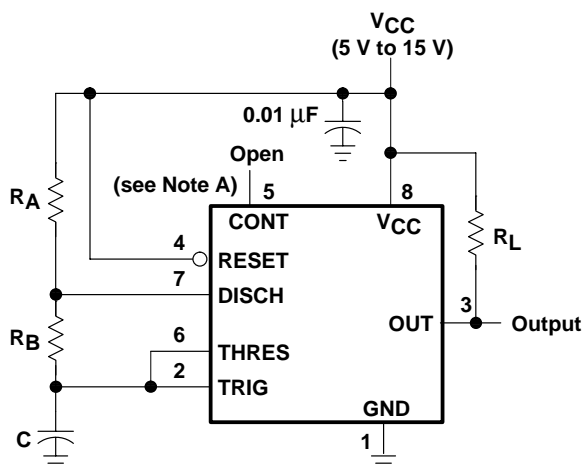 VCC
(5 V to 15 V)
0.01 μF
Open
(see Note A)
5
8
RA
CONT
VCC
RL
4
RESET
7
DISCH
3
OUT
Output
RB
6
THRES
2
TRIG
GND
C
1